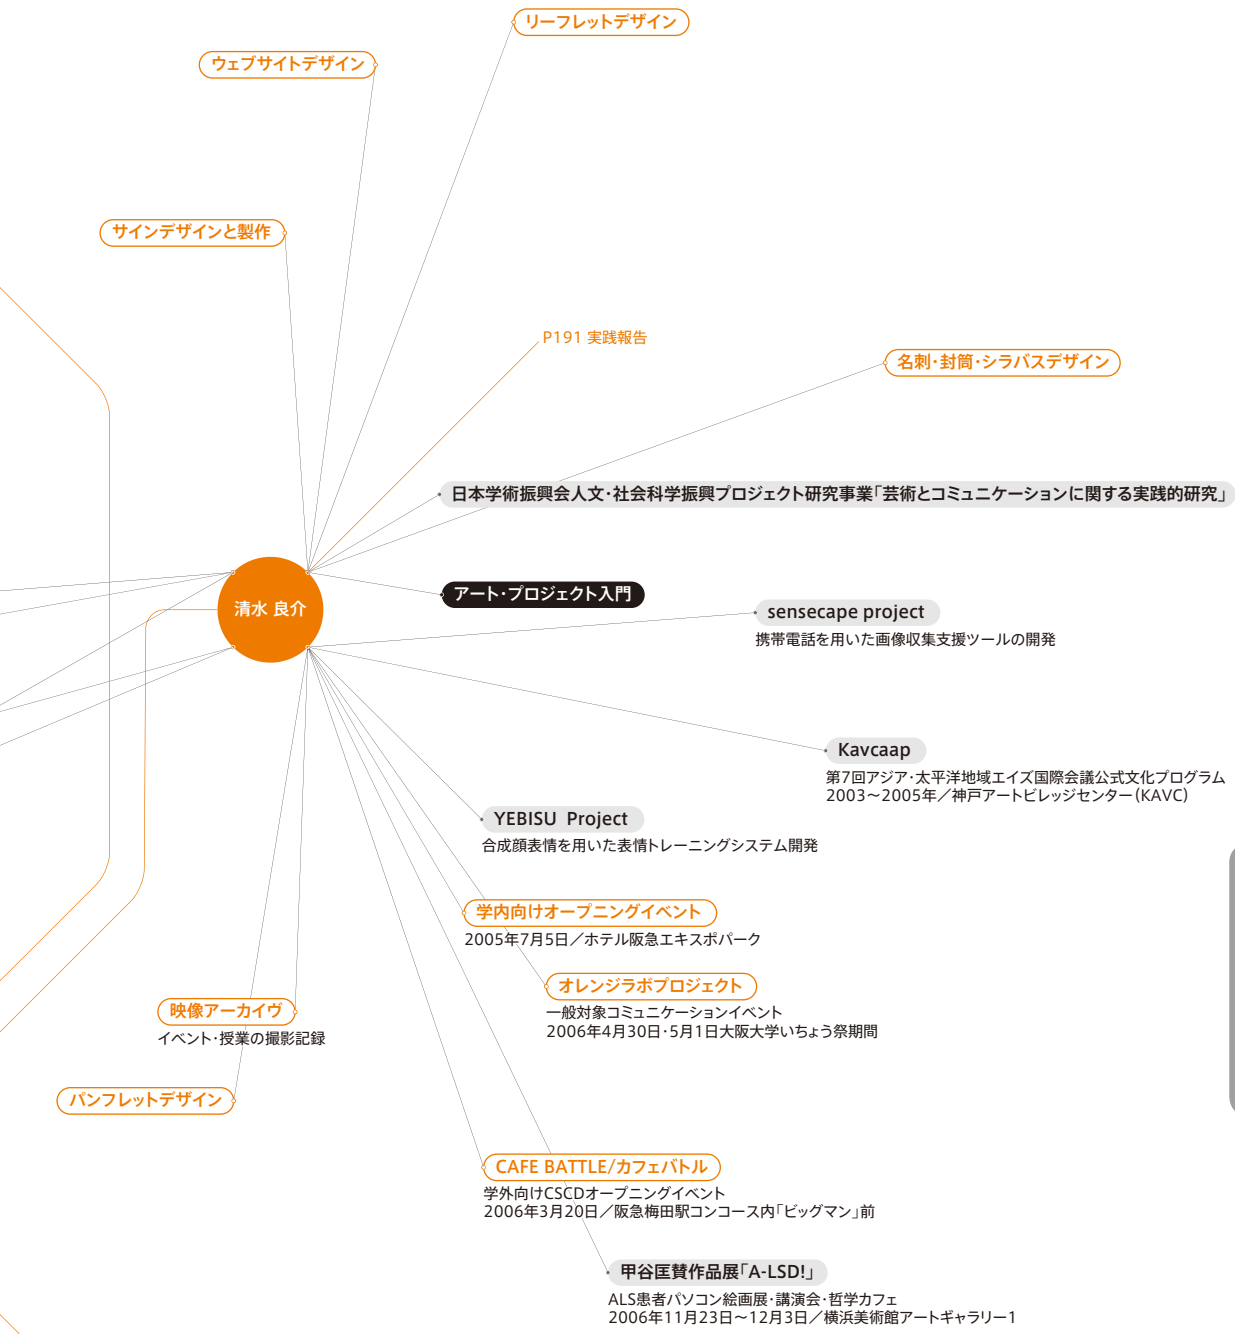 リーフレットデザイン
ウェブサイトデザイン
サインデザインと製作
P191 実践報告
名刺・封筒・シラバスデザイン
日本学術振興会人文・社会科学振興プロジェクト研究事業「芸術とコミュニケーションに関する実践的研究」
アート・プロジェクト入門
清水 良介
sensecape project
携帯電話を用いた画像収集支援ツールの開発
Kavcaap
第7回アジア・太平洋地域エイズ国際会議公式文化プログラム
2003〜2005年／神戸アートビレッジセンター（KAVC）
YEBISU Project
合成顔表情を用いた表情トレーニングシステム開発
学内向けオープニングイベント
2005年7月5日／ホテル阪急エキスポパーク
オレンジラボプロジェクト
一般対象コミュニケーションイベント
2006年4月30日・5月1日大阪大学いちょう祭期間
映像アーカイヴ
イベント・授業の撮影記録
パンフレットデザイン
CAFE BATTLE/カフェバトル
学外向けCSCDオープニングイベント
2006年3月20日／阪急梅田駅コンコース内「ビッグマン」前
甲谷匡賛作品展「A-LSD!」
ALS患者パソコン絵画展・講演会・哲学カフェ
2006年11月23日〜12月3日／横浜美術館アートギャラリー1